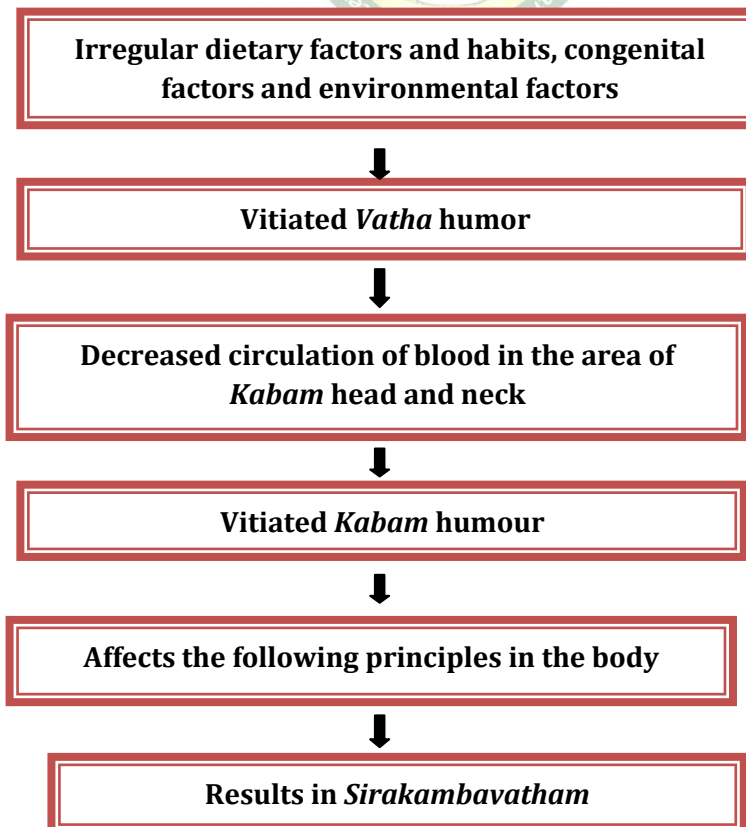 Irregular dietary factors and habits, congenital
factors and environmental factors
Vitiated Vatha humor
Decreased circulation of blood in the area of
Kabam head and neck
Vitiated Kabam humour
Affects the following principles in the body
Results in Sirakambavatham